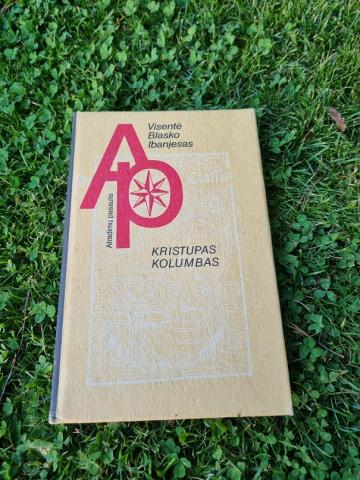 Visentė
Blasko
Ibanjesas
AP
Atradimų pasaulis
KRISTUPAS
KOLUMBAS